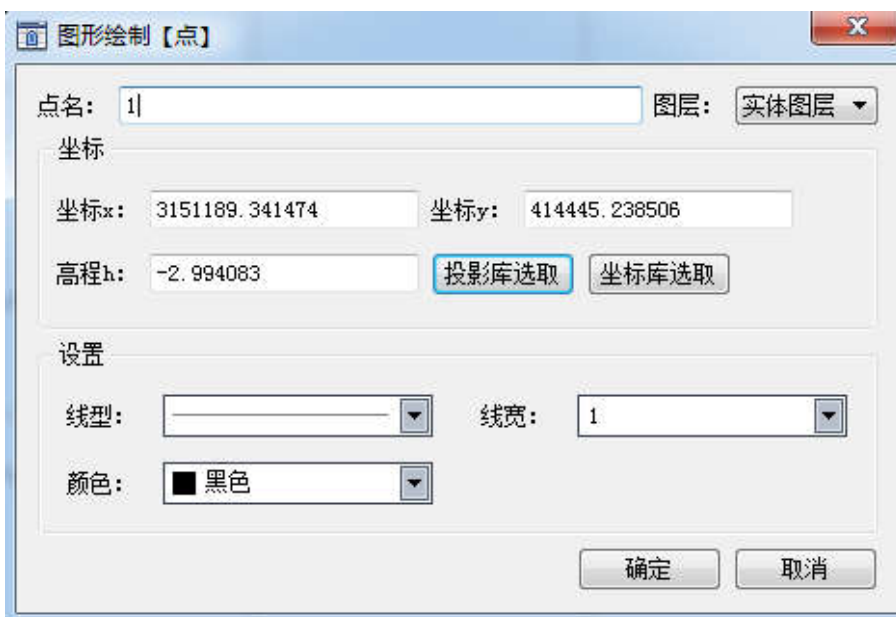 图形绘制【点】
点名: 1 图层: 实体图层
坐标
坐标x: 3151189.341474 坐标y: 414445.238506
高程h: -2.994083 投影库选取 坐标库选取
设置
线型: 线宽: 1
颜色: 黑色
确定 取消